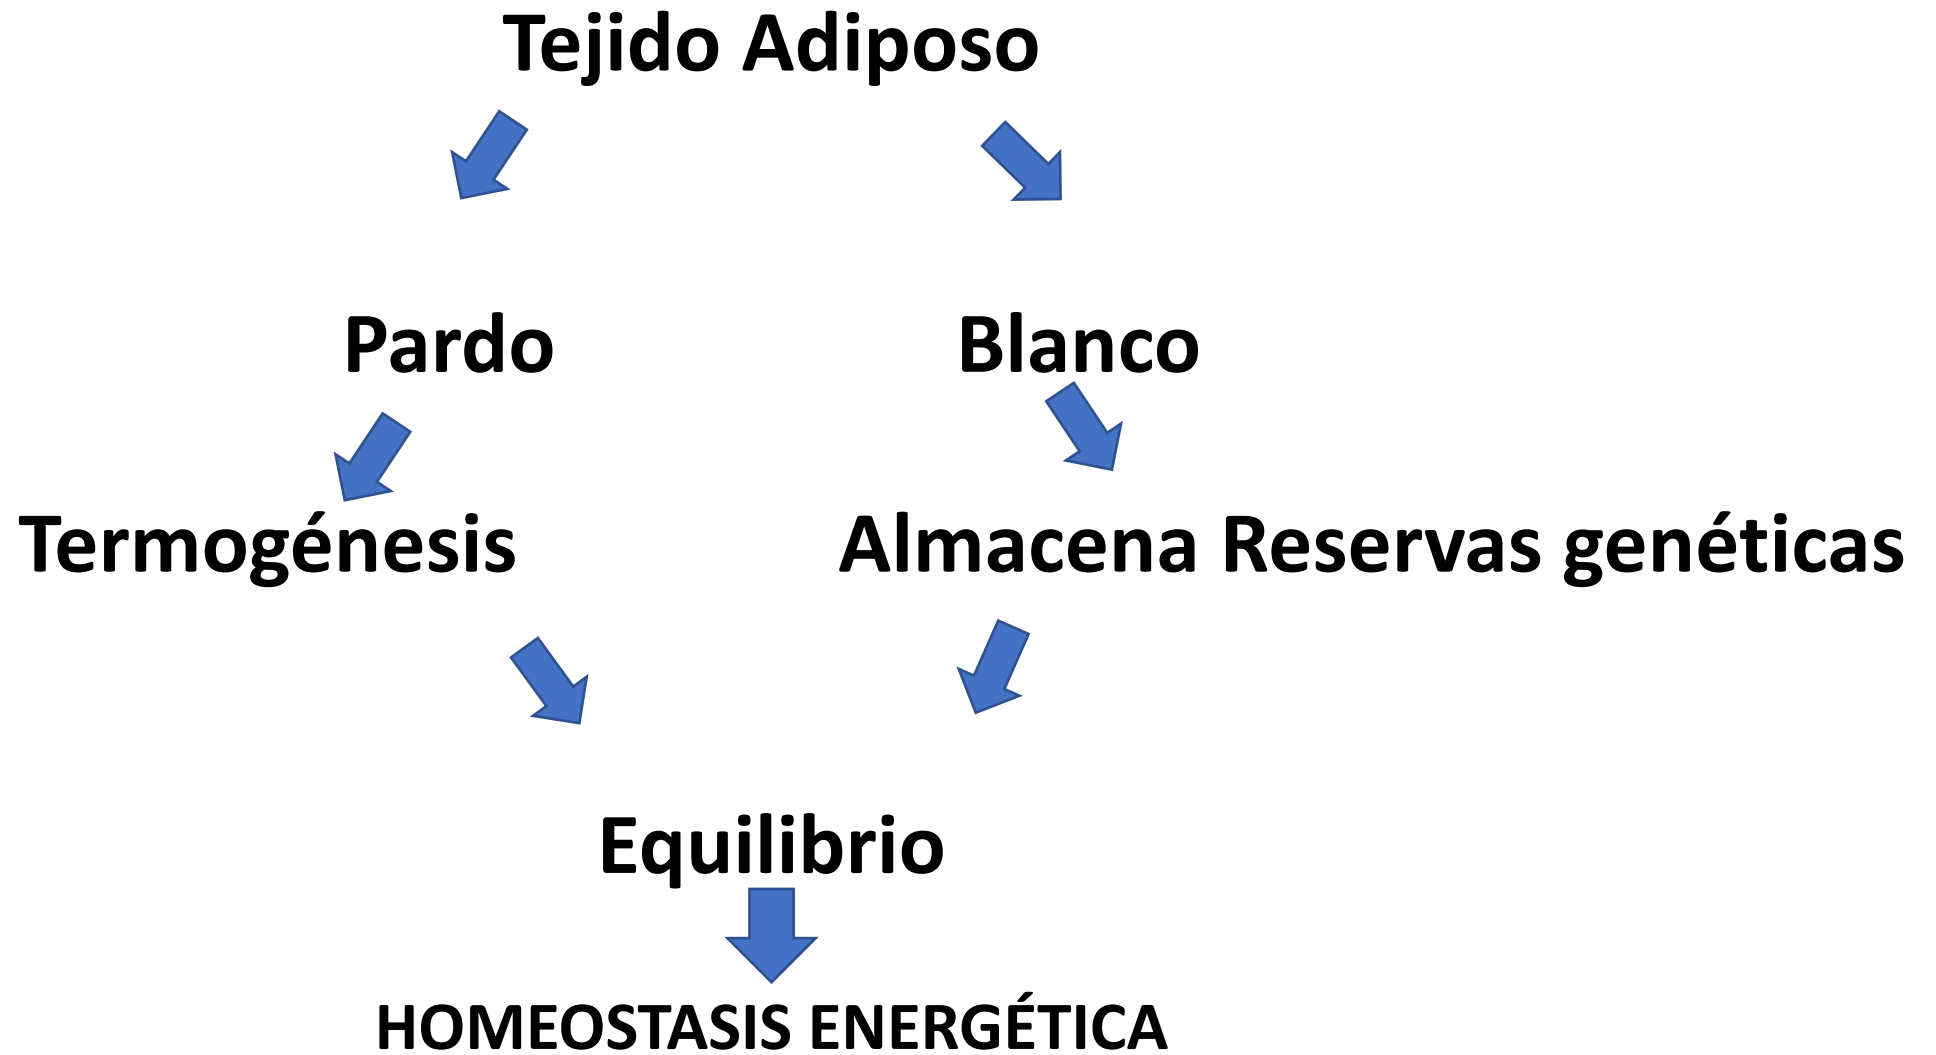 Tejido Adiposo
Pardo
Blanco
Termogénesis
Almacena Reservas genéticas
Equilibrio
HOMEOSTASIS ENERGÉTICA